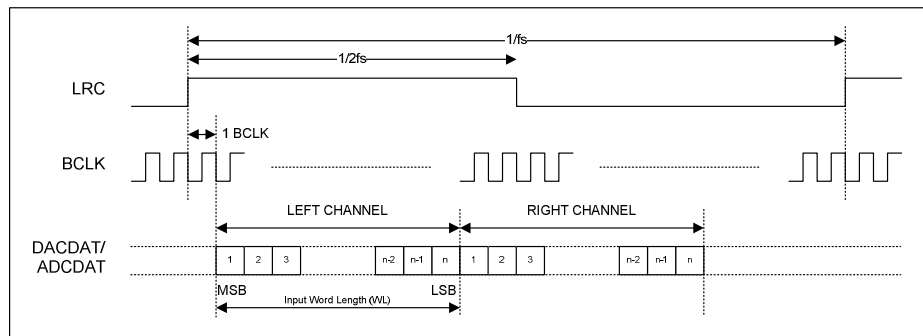 1/fs
1/2fs
LRC
1 BCLK
BCLK
LEFT CHANNEL
RIGHT CHANNEL
DACDAT/
ADCDAT
1 2 3 n-2 n-1 n 1 2 3 n-2 n-1 n
MSB LSB
Input Word Length (WL)